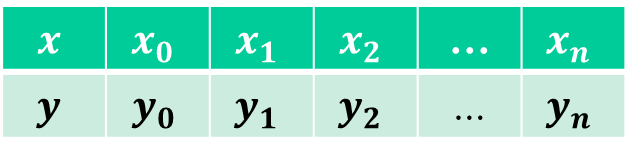 x x₀ x₁ x₂ ... xₙ
y y₀ y₁ y₂ ... yₙ